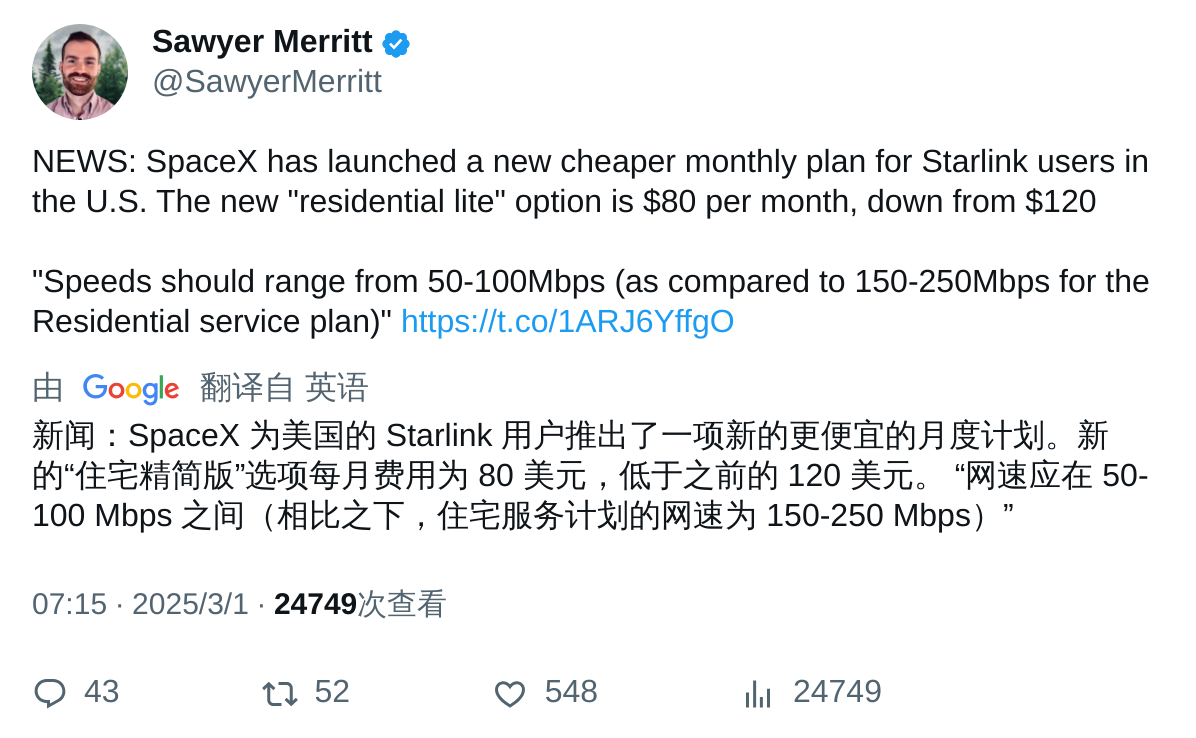 Sawyer Merritt
@SawyerMerritt
NEWS: SpaceX has launched a new cheaper monthly plan for Starlink users in
the U.S. The new "residential lite" option is $80 per month, down from $120
"Speeds should range from 50-100Mbps (as compared to 150-250Mbps for the
Residential service plan)" https://t.co/1ARJ6YffgO
由 Google 翻译自 英语
新闻：SpaceX 为美国的 Starlink 用户推出了一项新的更便宜的月度计划。新
的“住宅精简版”选项每月费用为 80 美元，低于之前的 120 美元。 “网速应在 50-
100 Mbps 之间（相比之下，住宅服务计划的网速为 150-250 Mbps）”
07:15 · 2025/3/1 · 24749次查看
43 52 548 24749